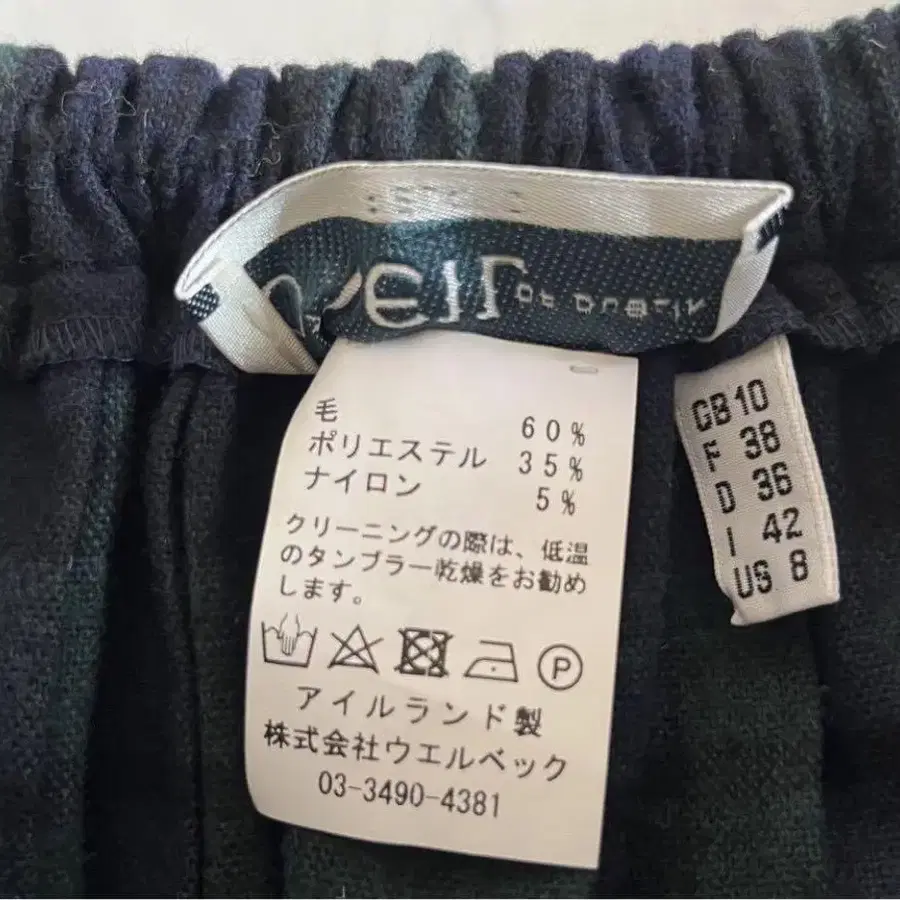 O'NEIL
OF DUBLIN
毛 60%
ポリエステル 35%
ナイロン 5%
クリーニングの際は、低温
のタンブラー乾燥をお勧め
します。
P
アイルランド製
株式会社ウエルベック
03-3490-4381
GB 10
F 38
D 36
I 42
US 8